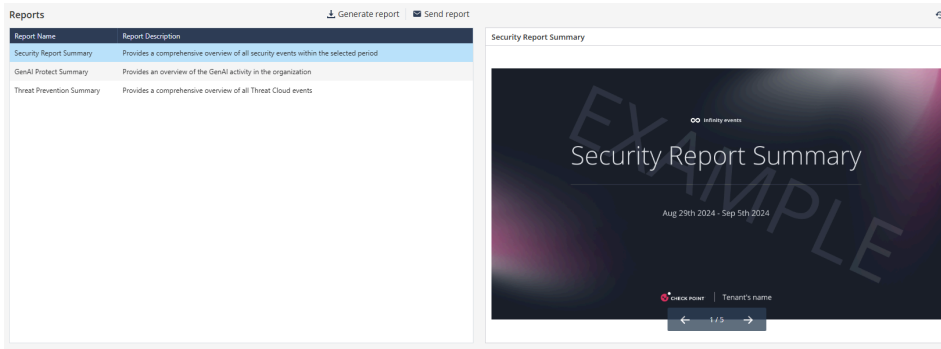 Reports
Generate report
Send report
Report Name Report Description
Security Report Summary Provides a comprehensive overview of all security events within the selected period
GenAI Protect Summary Provides an overview of the GenAI activity in the organization
Threat Prevention Summary Provides a comprehensive overview of all Threat Cloud events
Security Report Summary
EXAMPLE
Infinity events
Security Report Summary
Aug 29th 2024 - Sep 5th 2024
CHECK POINT Tenant's name
1 / 5